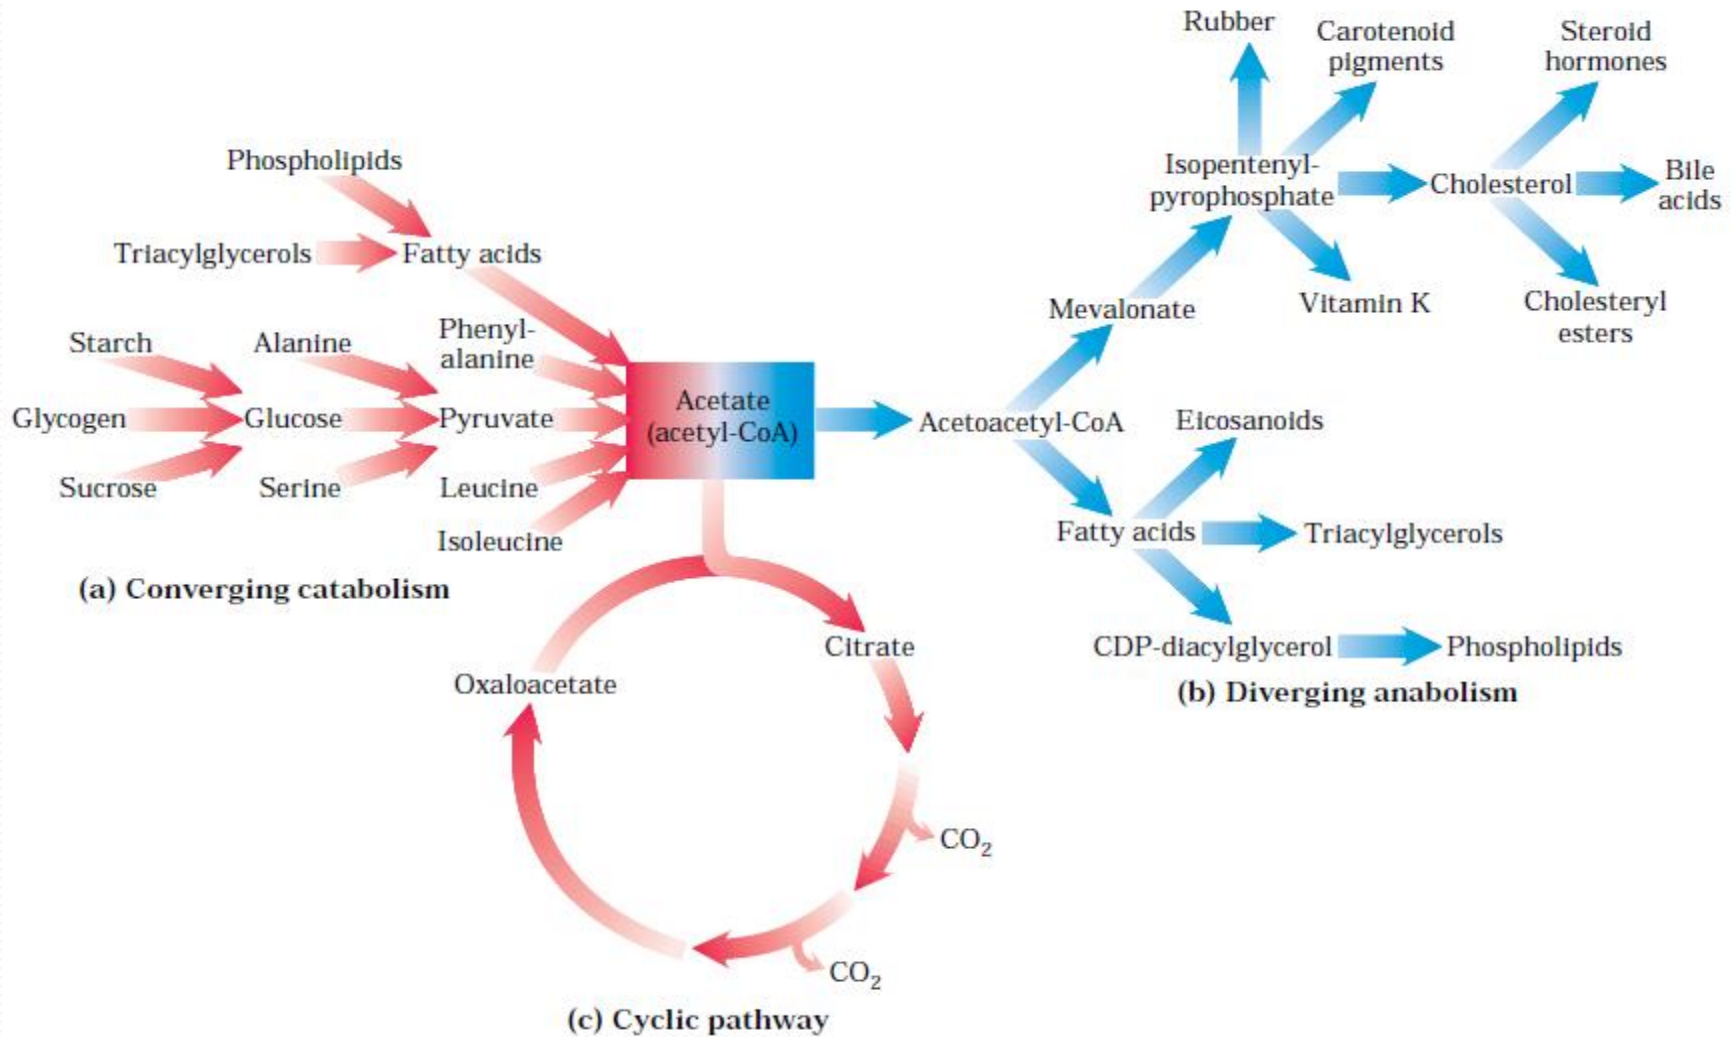 Rubber
Carotenoid
pigments
Steroid
hormones
Phospholipids
Isopentenyl-
pyrophosphate
Cholesterol
Bile
acids
Triacylglycerols
Fatty acids
Mevalonate
Vitamin K
Cholesteryl
esters
Starch
Alanine
Phenyl-
alanine
Glycogen
Glucose
Pyruvate
Acetate
(acetyl-CoA)
Acetoacetyl-CoA
Eicosanoids
Sucrose
Serine
Leucine
Isoleucine
Fatty acids
Triacylglycerols
(a) Converging catabolism
CDP-diacylglycerol
Phospholipids
(b) Diverging anabolism
Citrate
Oxaloacetate
CO2
CO2
(c) Cyclic pathway